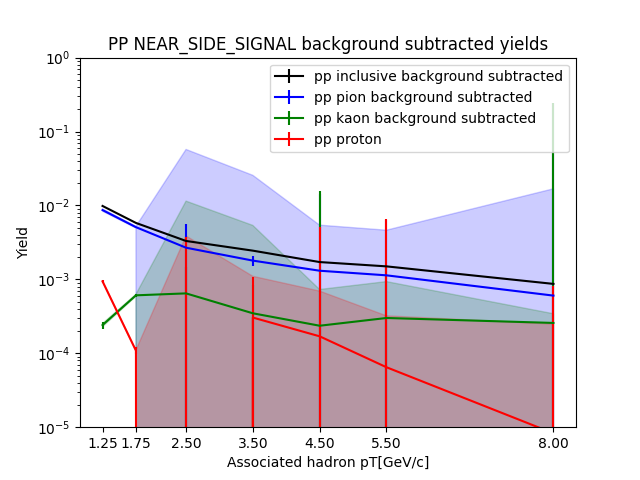 PP NEAR_SIDE_SIGNAL background subtracted yields
pp inclusive background subtracted
pp pion background subtracted
pp kaon background subtracted
pp proton
Yield
10^0
10^-1
10^-2
10^-3
10^-4
10^-5
1.25 1.75 2.50 3.50 4.50 5.50 8.00
Associated hadron pT[GeV/c]